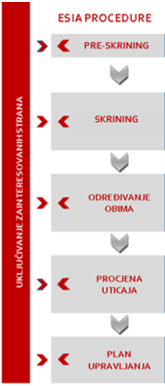 ESIA PROCEDURE
UKLJUČIVANJE ZAINTERESOVANIH STRANA
PRE-SKRINING
SKRINING
ODREĐIVANJE
OBIMA
PROCJENA
UTICAJA
PLAN
UPRAVLJANJA